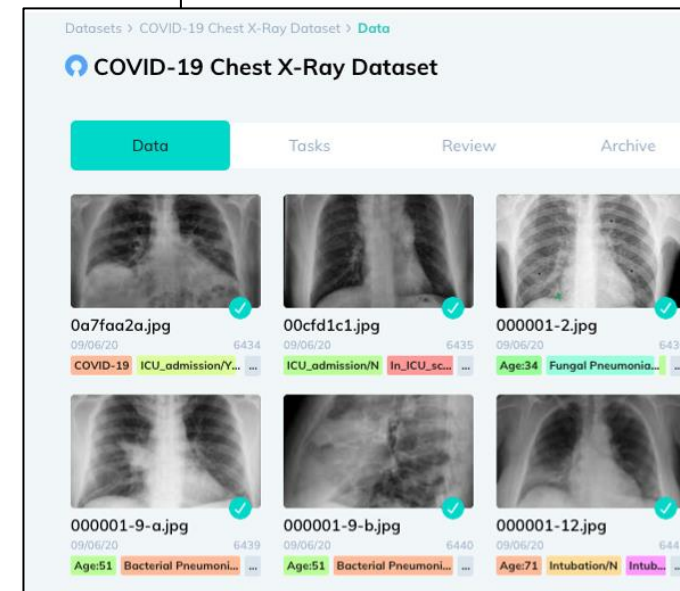 Datasets > COVID-19 Chest X-Ray Dataset > Data
COVID-19 Chest X-Ray Dataset
Data Tasks Review Archive
0a7faa2a.jpg 00cfd1c1.jpg 000001-2.jpg
09/06/20 6434 09/06/20 6435 09/06/20
COVID-19 ICU_admission/Y... ... ICU_admission/N In_ICU_sc... ... Age:34 Fungal Pneumonia...
000001-9-a.jpg 000001-9-b.jpg 000001-12.jpg
09/06/20 6439 09/06/20 6440 09/06/20
Age:51 Bacterial Pneumoni... ... Age:51 Bacterial Pneumoni... ... Age:71 Intubation/N Intub... ...